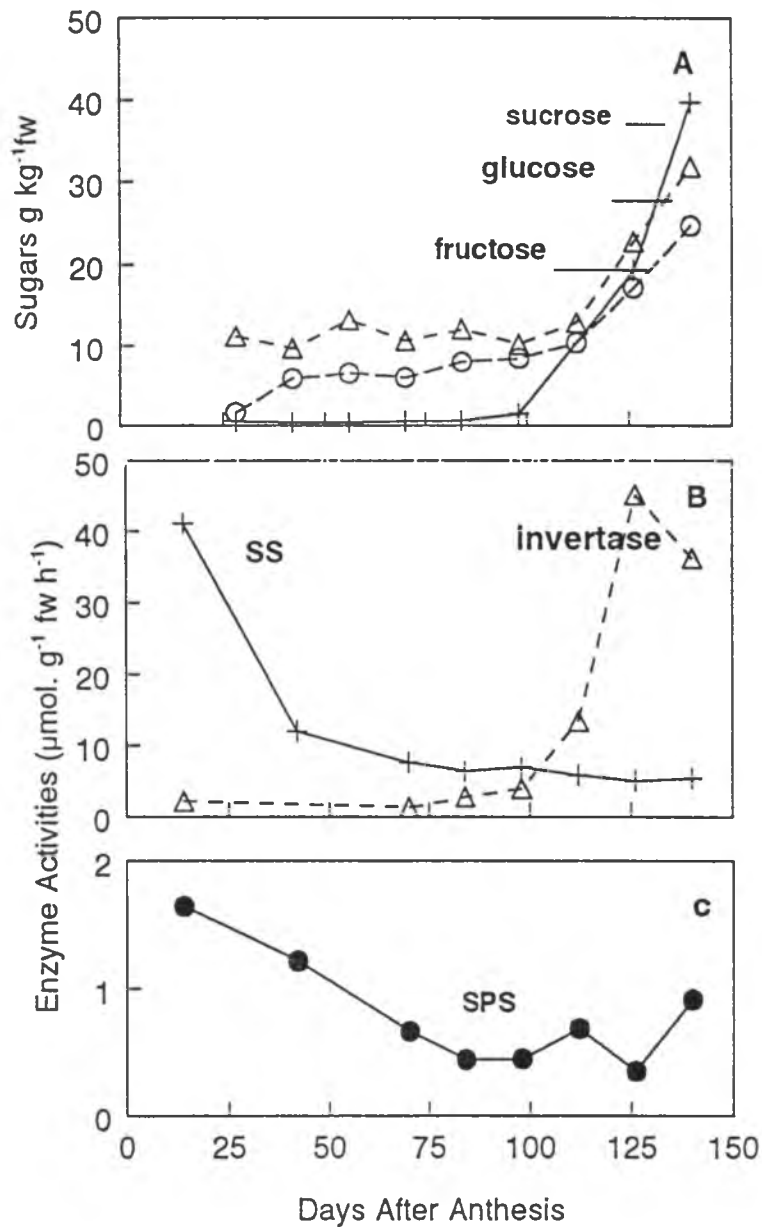 50
A
40
sucrose
30
glucose
20
fructose
10
0
Sugars g kg⁻¹fw
50
B
SS
invertase
40
30
20
10
0
Enzyme Activities (μmol. g⁻¹ fw h⁻¹)
2
c
SPS
1
0
0 25 50 75 100 125 150
Days After Anthesis